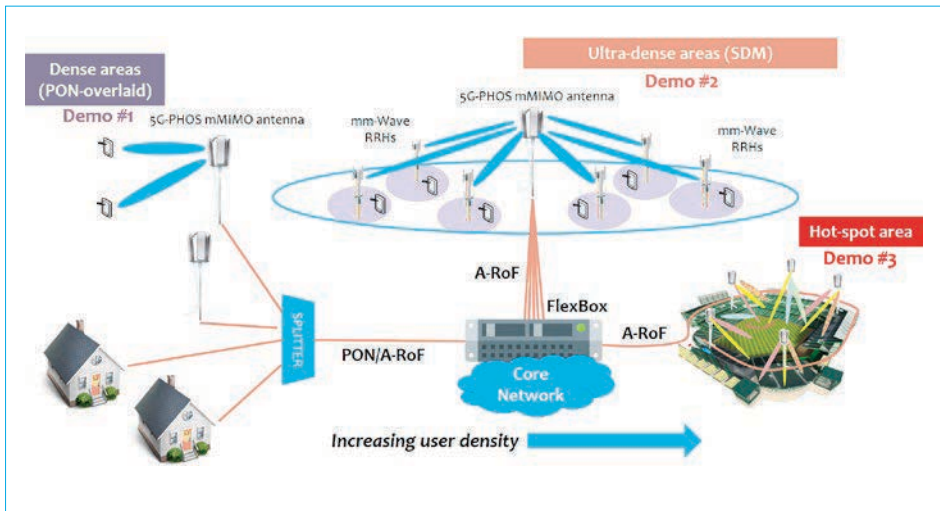 Dense areas
(PON-overlaid)
Demo #1
5G-PHOS mMIMO antenna
Ultra-dense areas (SDM)
Demo #2
5G-PHOS mMIMO antenna
mm-Wave
RRHs
mm-Wave
RRHs
Hot-spot area
Demo #3
A-RoF
FlexBox
A-RoF
SPLITTER
PON/A-RoF
Core
Network
Increasing user density